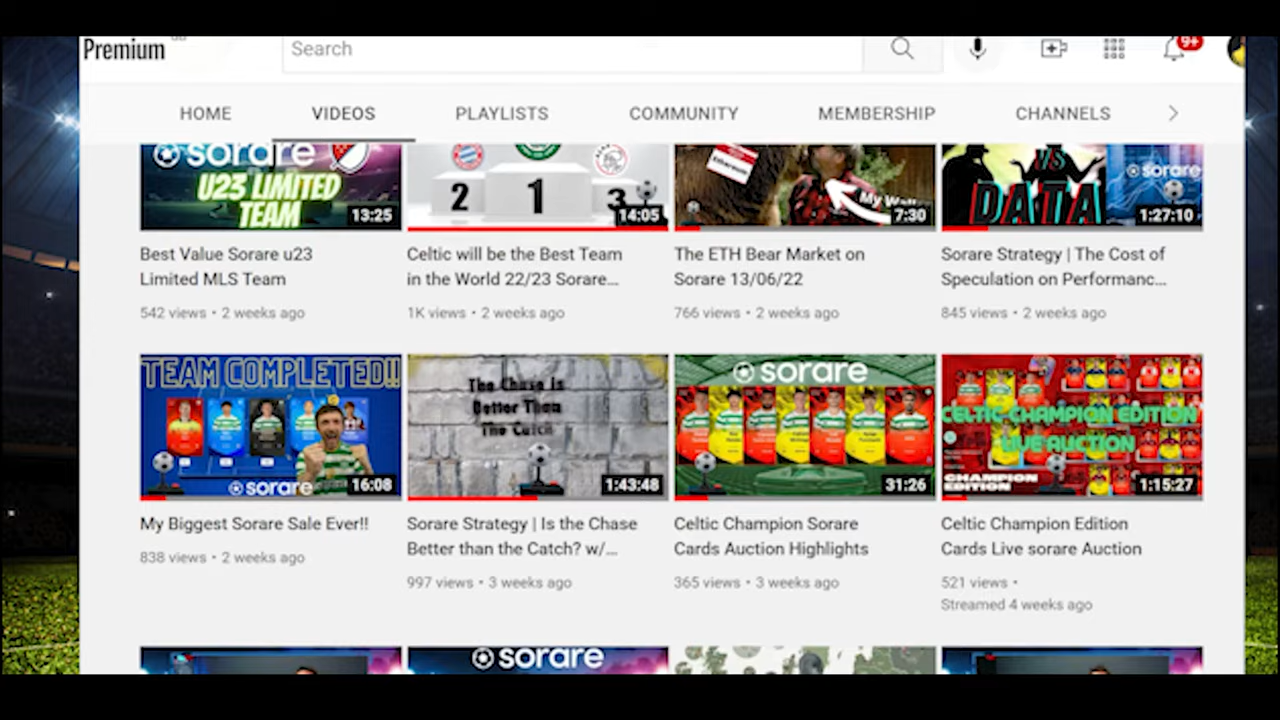 Premium
Search
9+
HOME VIDEOS PLAYLISTS COMMUNITY MEMBERSHIP CHANNELS
sorare
U23 LIMITED
TEAM
13:25
2 1 3
14:05
Ethereum
My Wall
7:30
VS
DATA
sorare
1:27:10
Best Value Sorare u23
Limited MLS Team
542 views • 2 weeks ago
Celtic will be the Best Team
in the World 22/23 Sorare...
1K views • 2 weeks ago
The ETH Bear Market on
Sorare 13/06/22
766 views • 2 weeks ago
Sorare Strategy | The Cost of
Speculation on Performanc...
845 views • 2 weeks ago
TEAM COMPLETED!!
sorare
16:08
The Chase is
Better Than
The Catch
1:43:48
sorare
31:26
CELTIC CHAMPION EDITION
LIVE AUCTION
CHAMPION
EDITION
1:15:27
My Biggest Sorare Sale Ever!!
838 views • 2 weeks ago
Sorare Strategy | Is the Chase
Better than the Catch? w/...
997 views • 3 weeks ago
Celtic Champion Sorare
Cards Auction Highlights
365 views • 3 weeks ago
Celtic Champion Edition
Cards Live sorare Auction
521 views •
Streamed 4 weeks ago
sorare